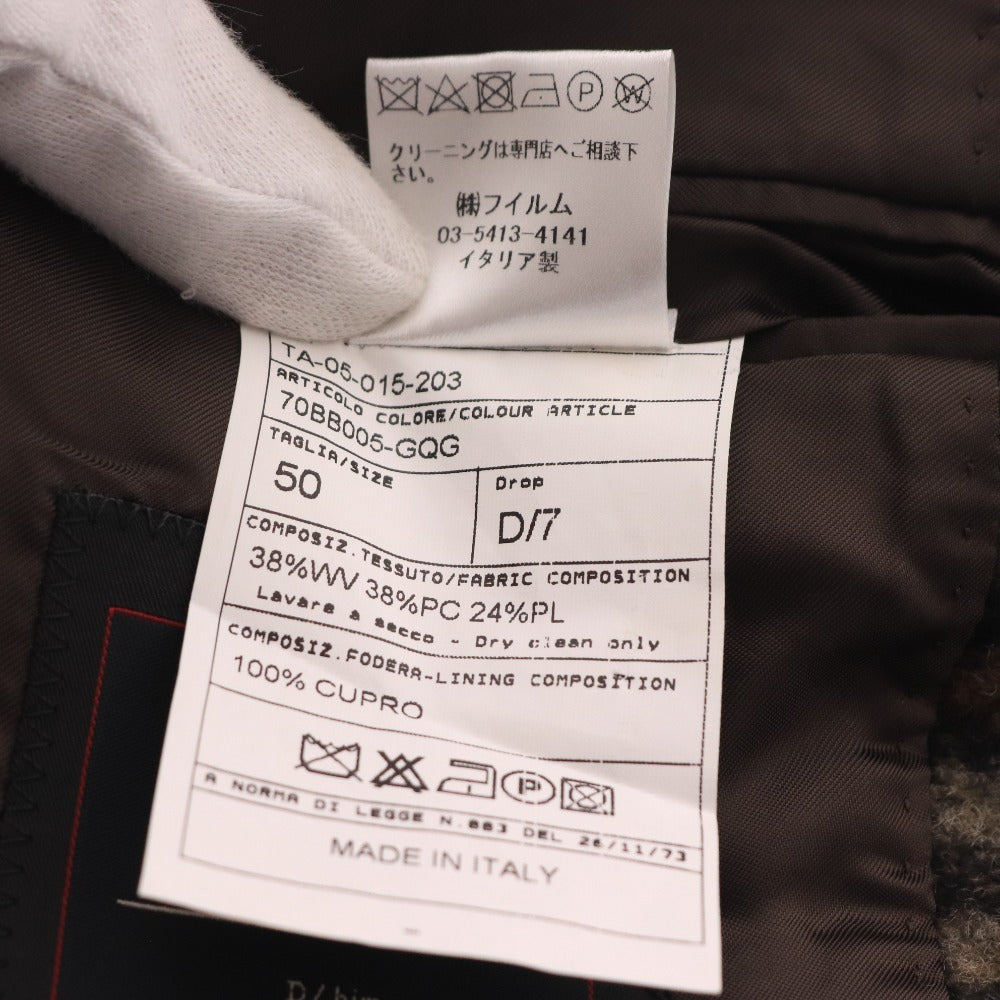 クリーニングは専門店へご相談下
さい。
㈱フイルム
03-5413-4141
イタリア製
TA-05-015-203
ARTICOLO COLORE/COLOUR ARTICLE
70BB005-GQG
TAGLIA/SIZE
50
Drop
D/7
COMPOSIZ.TESSUTO/FABRIC COMPOSITION
38%WV 38%PC 24%PL
Lavare a secco - Dry clean only
COMPOSIZ.FODERA-LINING COMPOSITION
100% CUPRO
A NORMA DI LEGGE N.883 DEL 26/11/73
MADE IN ITALY